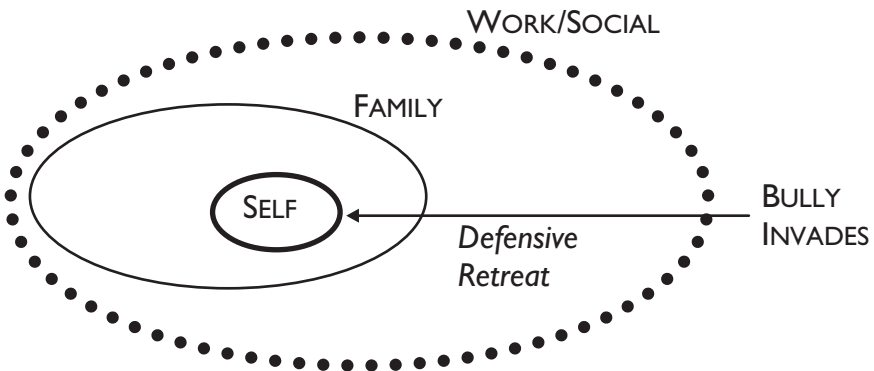 WORK/SOCIAL
FAMILY
SELF
BULLY
INVADES
Defensive
Retreat